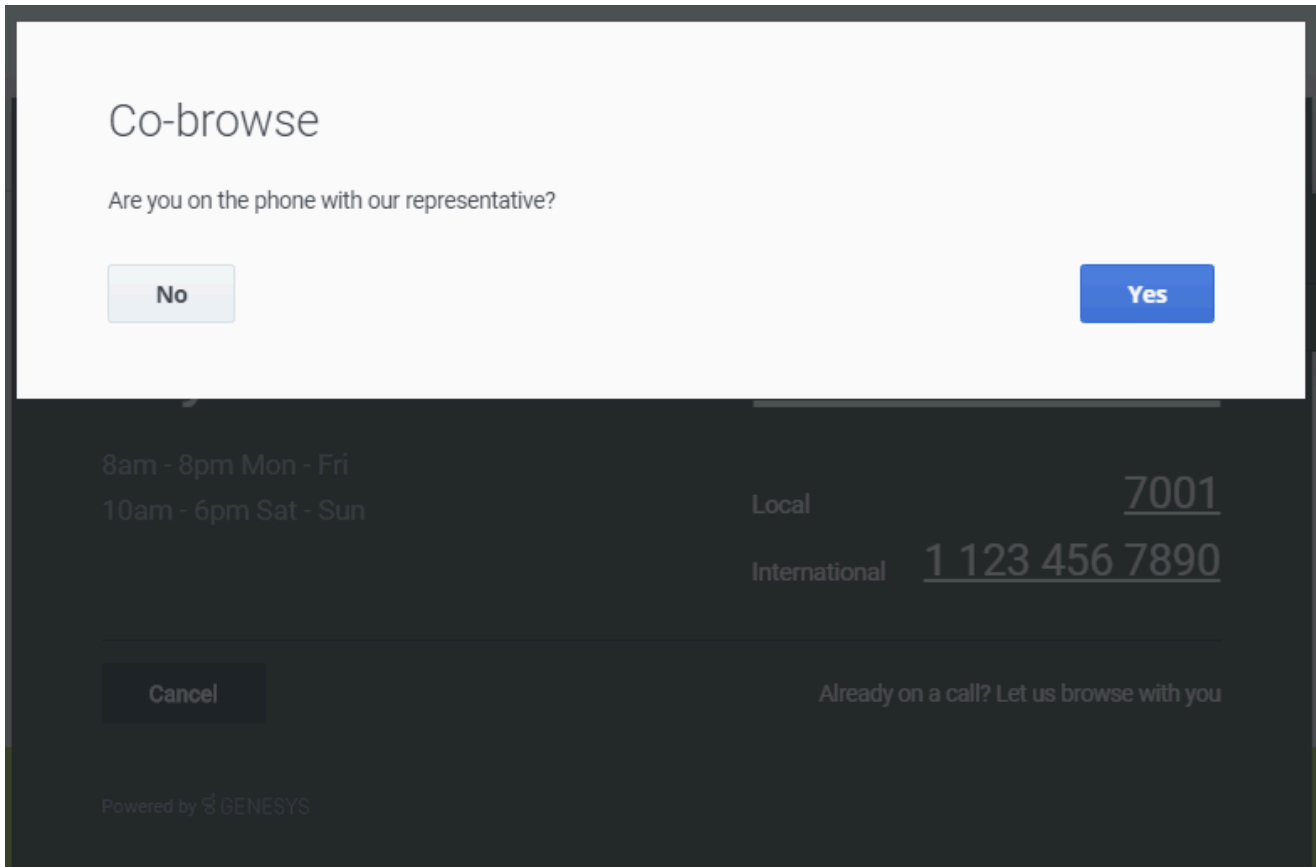 Co-browse
Are you on the phone with our representative?
No
Yes
8am - 8pm Mon - Fri
10am - 6pm Sat - Sun
Local
7001
International
1 123 456 7890
Cancel
Already on a call? Let us browse with you
Powered by GENESYS